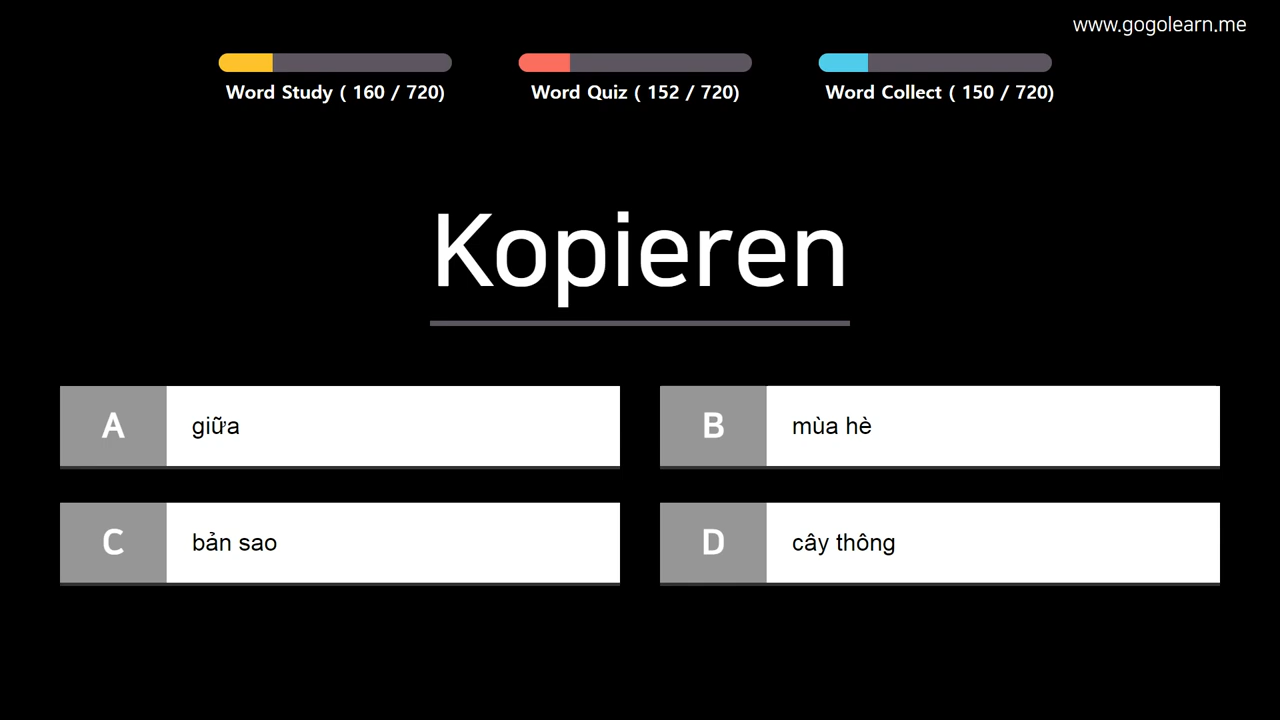 www.gogolearn.me
Word Study ( 160 / 720)
Word Quiz ( 152 / 720)
Word Collect ( 150 / 720)
Kopieren
A giữa
B mùa hè
C bản sao
D cây thông